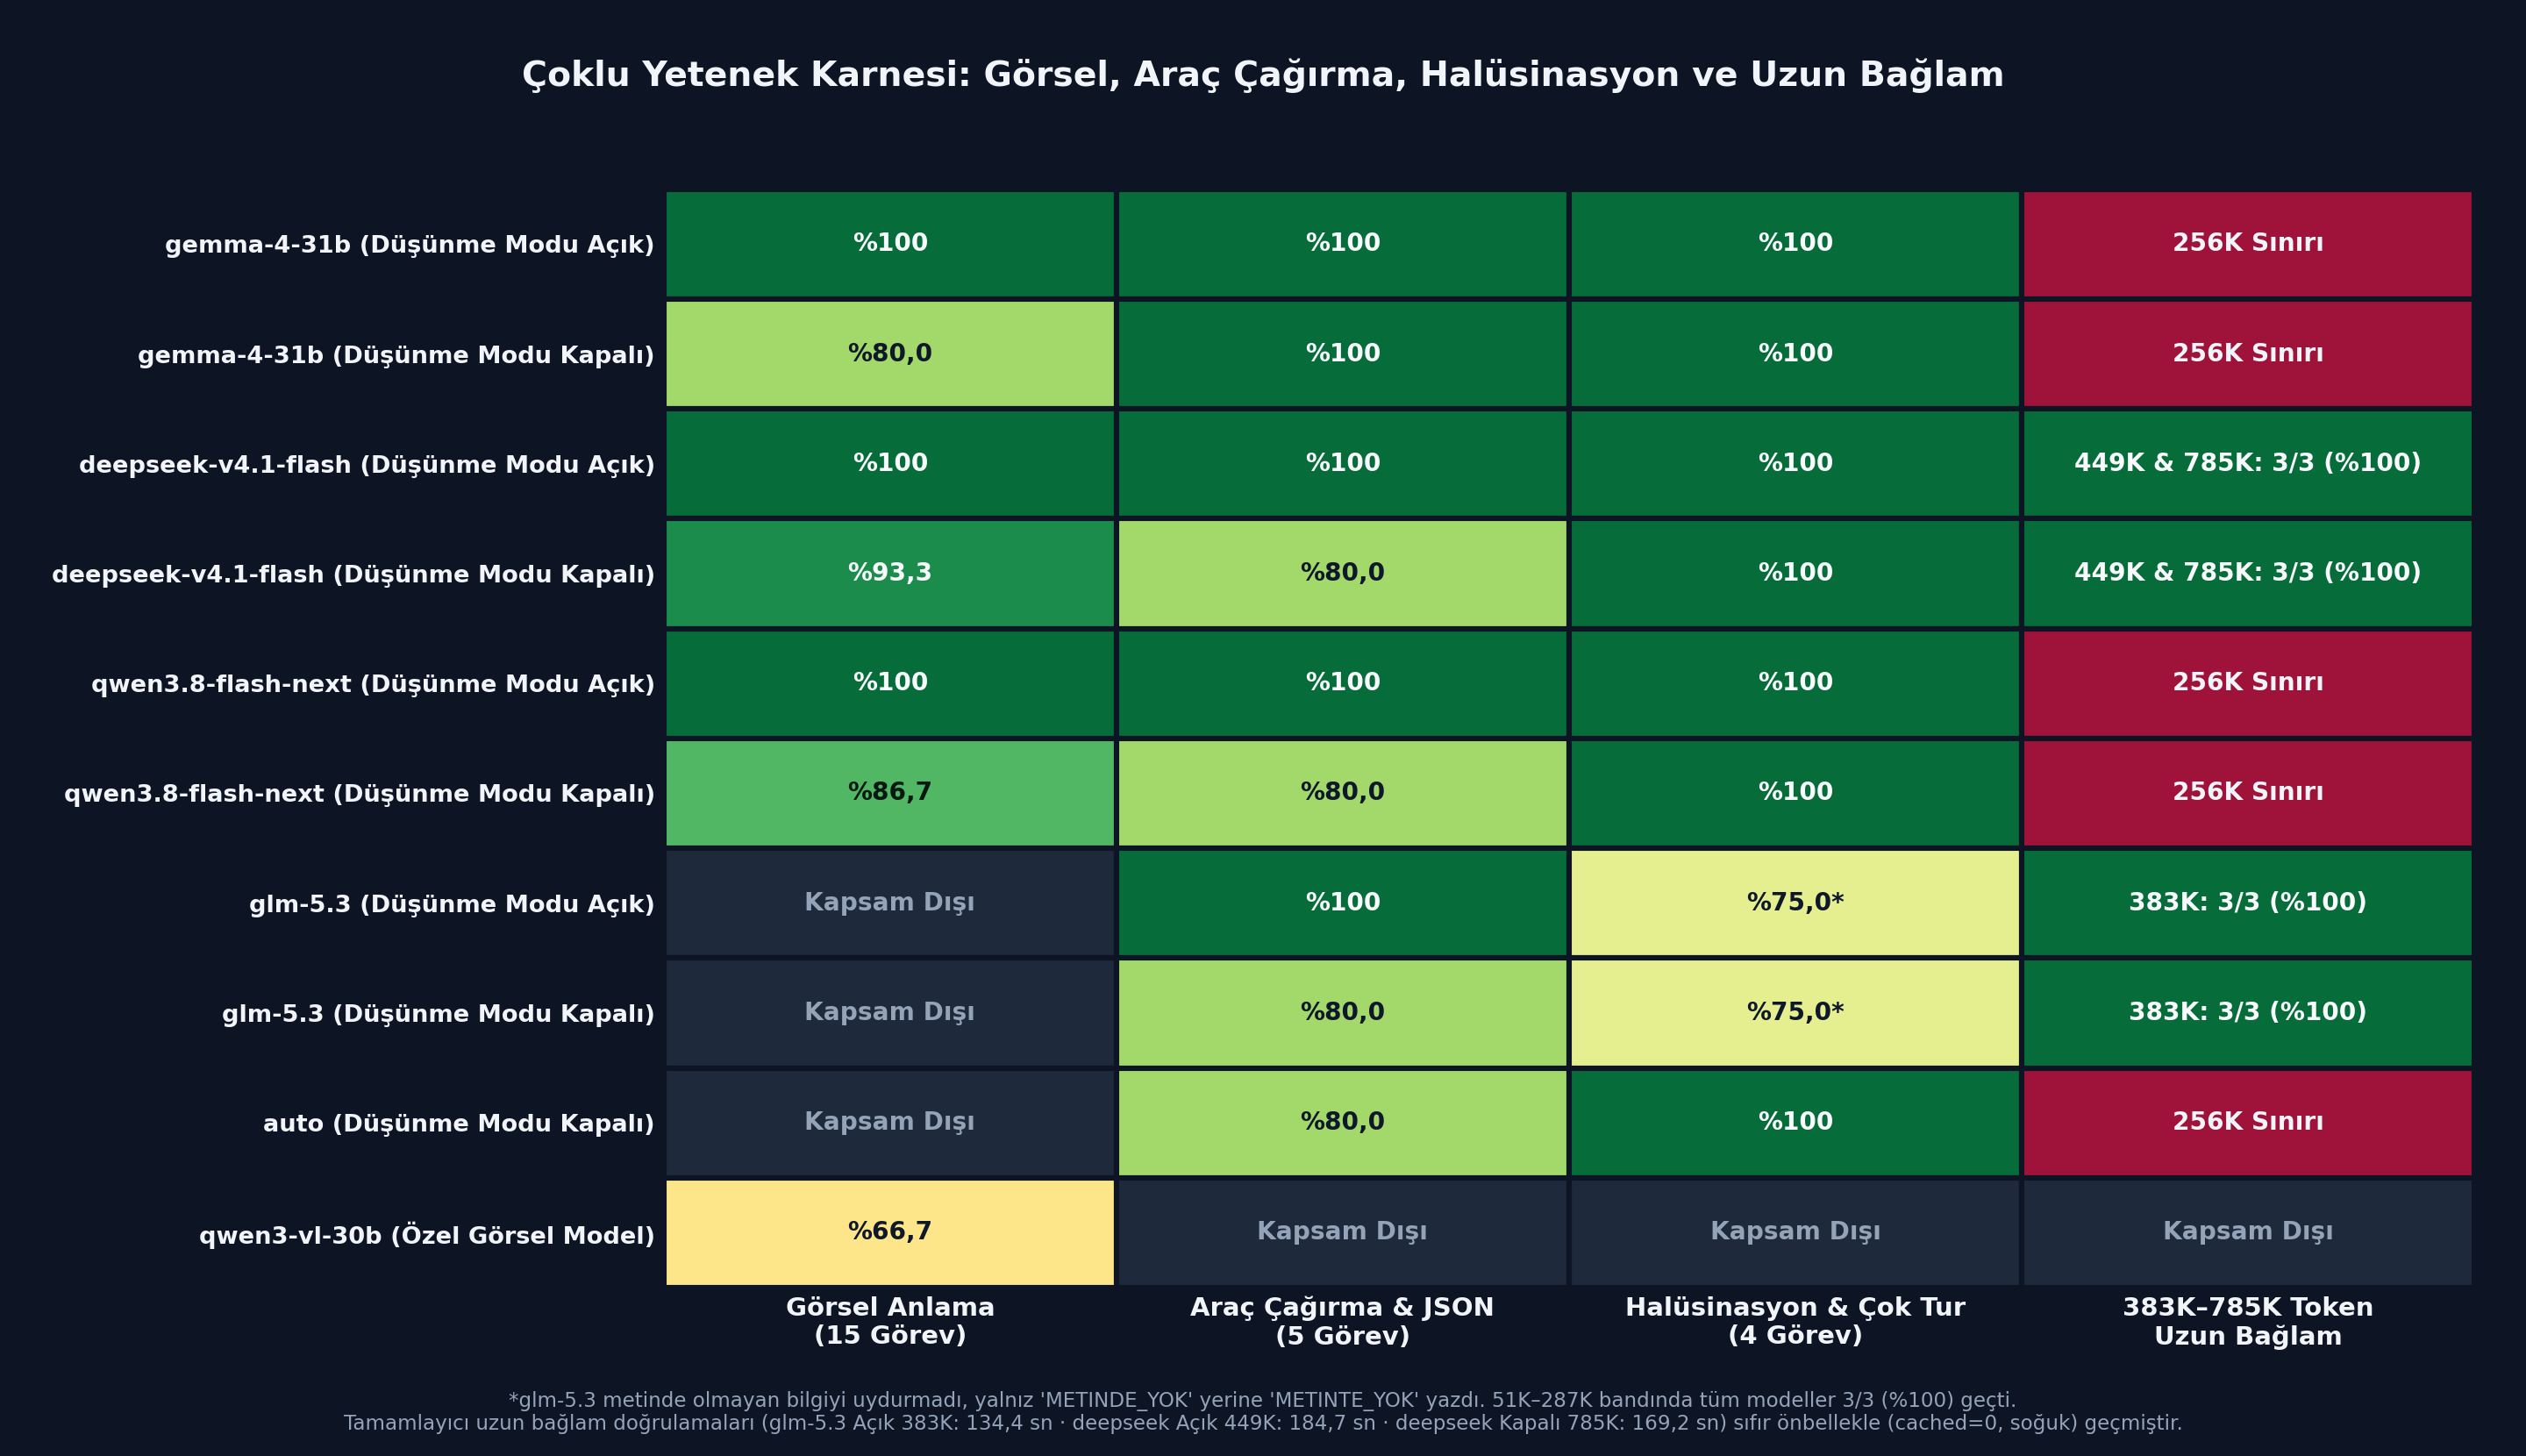 Çoklu Yetenek Karnesi: Görsel, Araç Çağırma, Halüsinasyon ve Uzun Bağlam
gemma-4-31b (Düşünme Modu Açık) %100 %100 %100 256K Sınırı
gemma-4-31b (Düşünme Modu Kapalı) %80,0 %100 %100 256K Sınırı
deepseek-v4.1-flash (Düşünme Modu Açık) %100 %100 %100 449K & 785K: 3/3 (%100)
deepseek-v4.1-flash (Düşünme Modu Kapalı) %93,3 %80,0 %100 449K & 785K: 3/3 (%100)
qwen3.8-flash-next (Düşünme Modu Açık) %100 %100 %100 256K Sınırı
qwen3.8-flash-next (Düşünme Modu Kapalı) %86,7 %80,0 %100 256K Sınırı
glm-5.3 (Düşünme Modu Açık) Kapsam Dışı %100 %75,0* 383K: 3/3 (%100)
glm-5.3 (Düşünme Modu Kapalı) Kapsam Dışı %80,0 %75,0* 383K: 3/3 (%100)
auto (Düşünme Modu Kapalı) Kapsam Dışı %80,0 %100 256K Sınırı
qwen3-vl-30b (Özel Görsel Model) %66,7 Kapsam Dışı Kapsam Dışı Kapsam Dışı
Görsel Anlama Araç Çağırma & JSON Halüsinasyon & Çok Tur 383K–785K Token
(15 Görev) (5 Görev) (4 Görev) Uzun Bağlam
*glm-5.3 metinde olmayan bilgiyi uydurmadı, yalnız 'METINDE_YOK' yerine 'METINTE_YOK' yazdı. 51K–287K bandında tüm modeller 3/3 (%100) geçti.
Tamamlayıcı uzun bağlam doğrulamaları (glm-5.3 Açık 383K: 134,4 sn · deepseek Açık 449K: 184,7 sn · deepseek Kapalı 785K: 169,2 sn) sıfır önbellekle (cached=0, soğuk) geçmiştir.